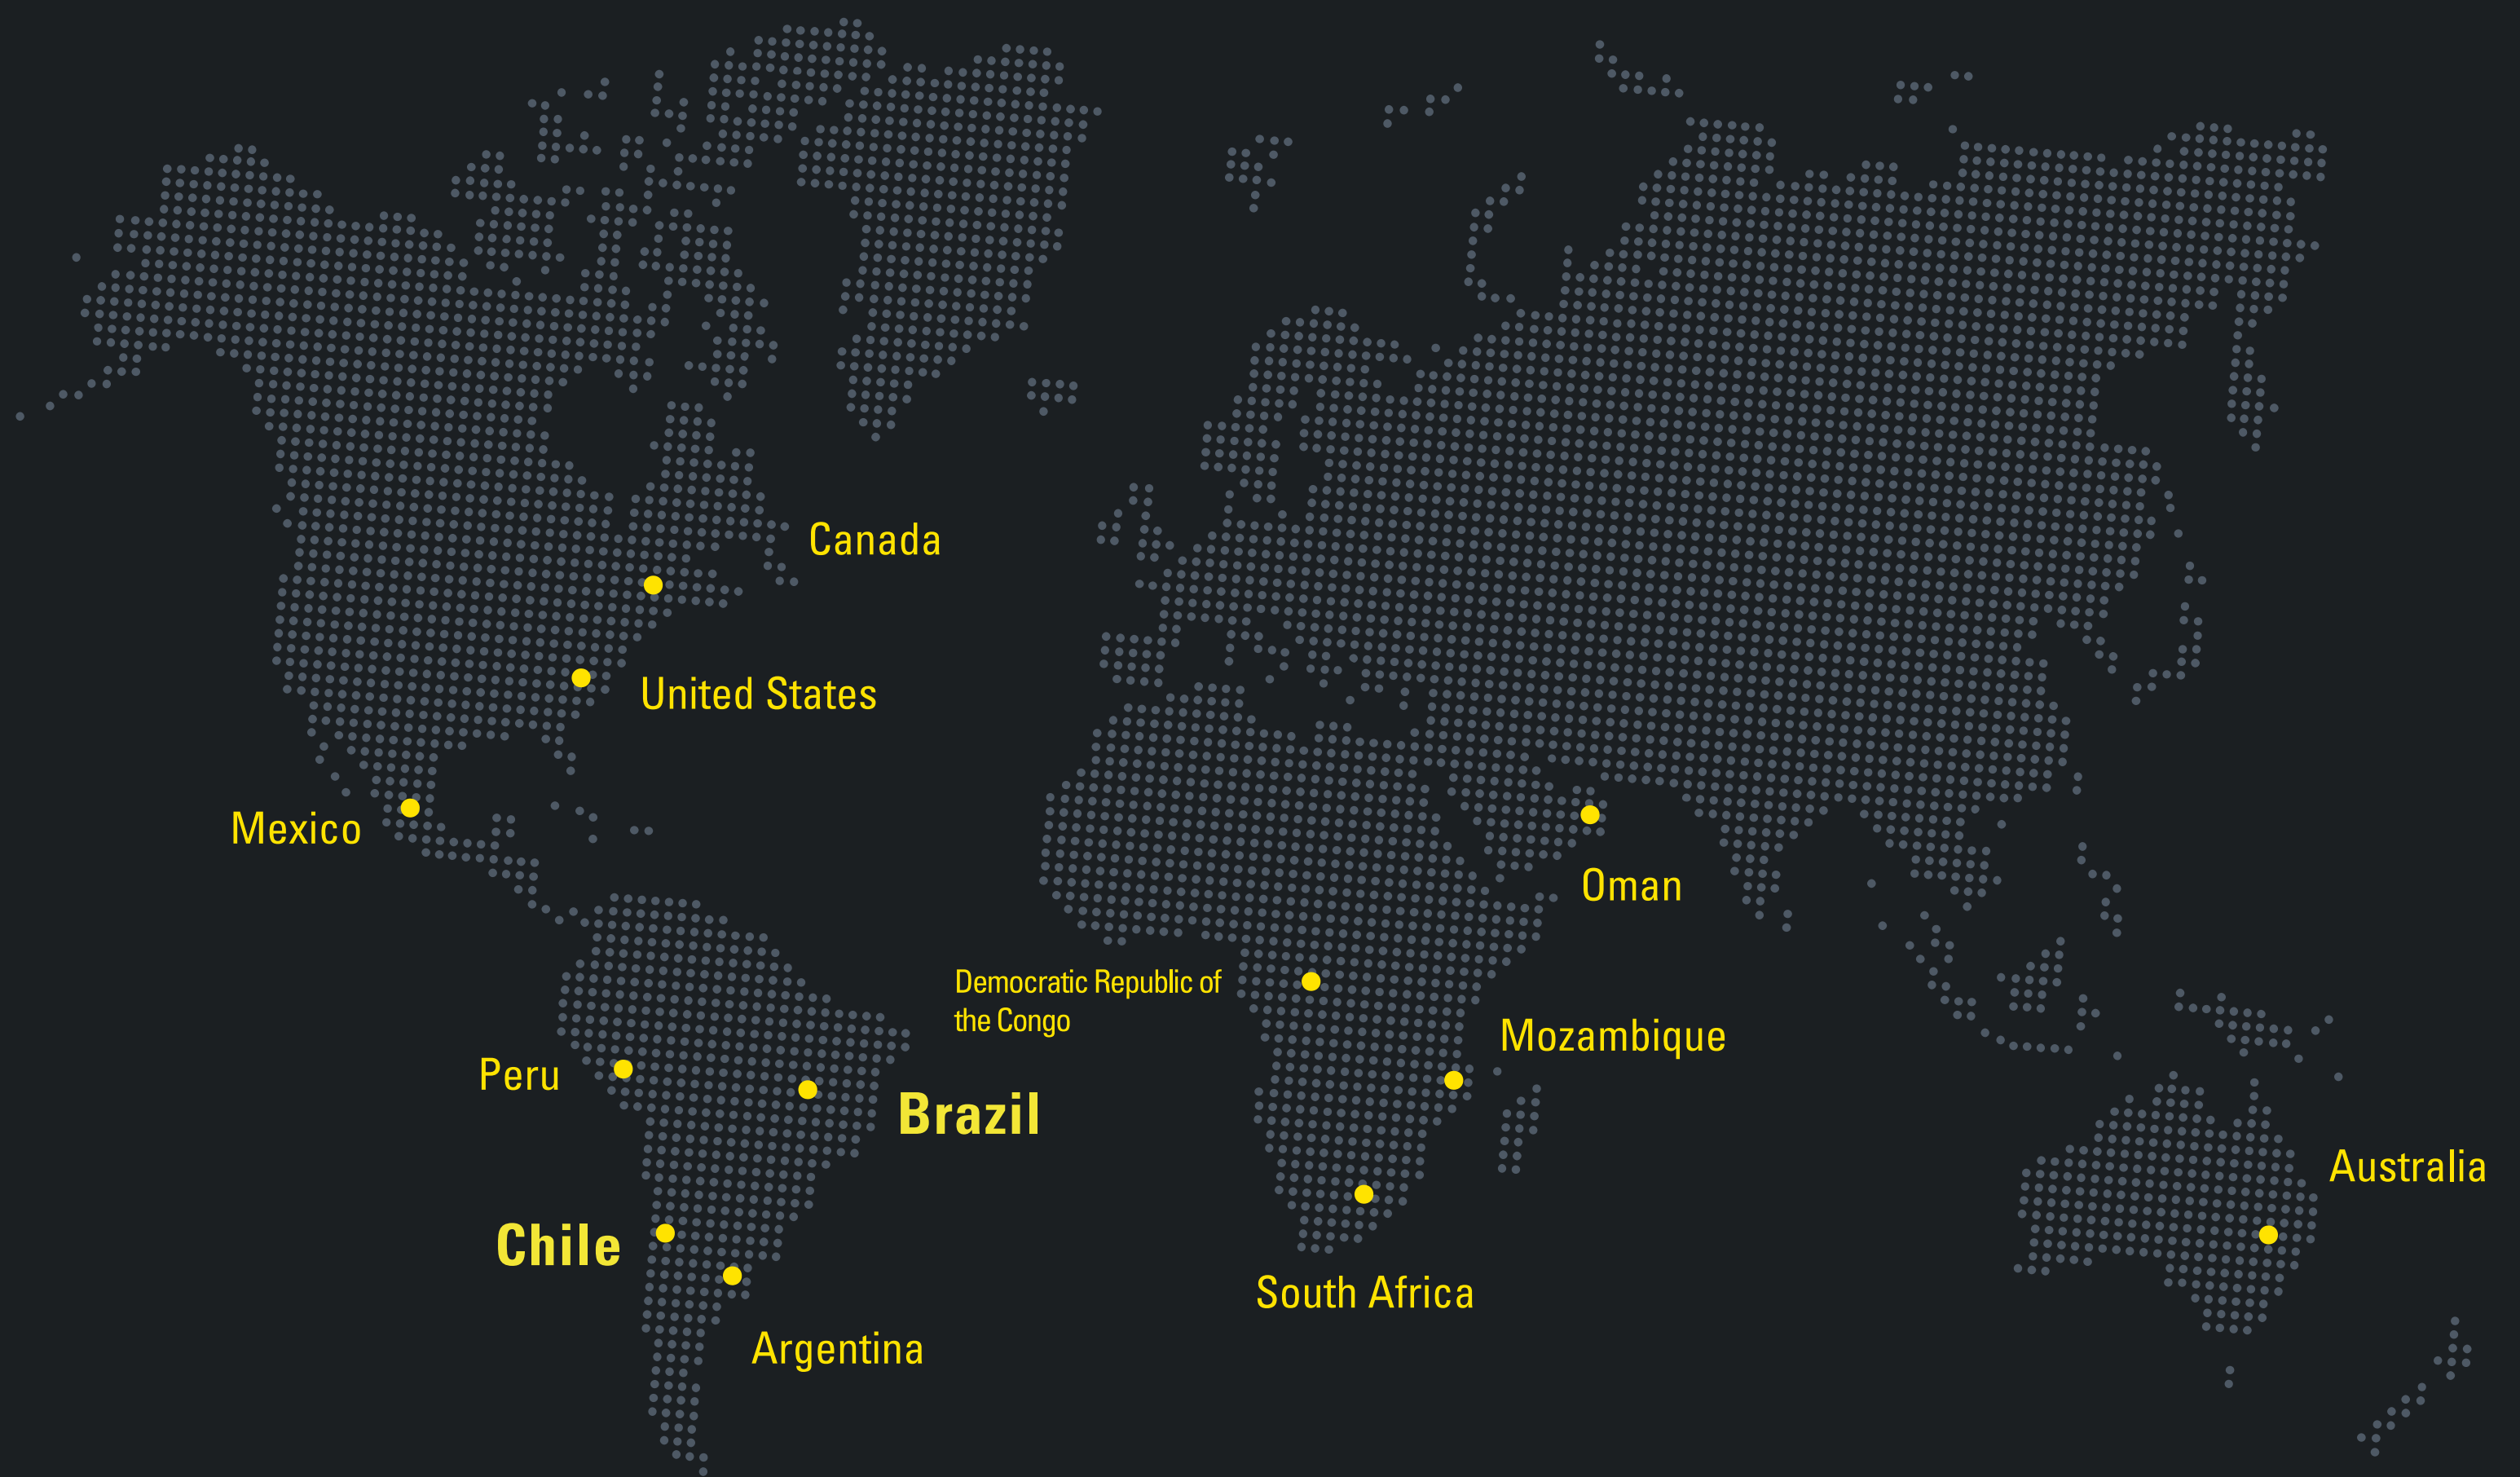 Canada
United States
Mexico
Oman
Democratic Republic of
the Congo
Mozambique
Peru
Brazil
Australia
Chile
South Africa
Argentina